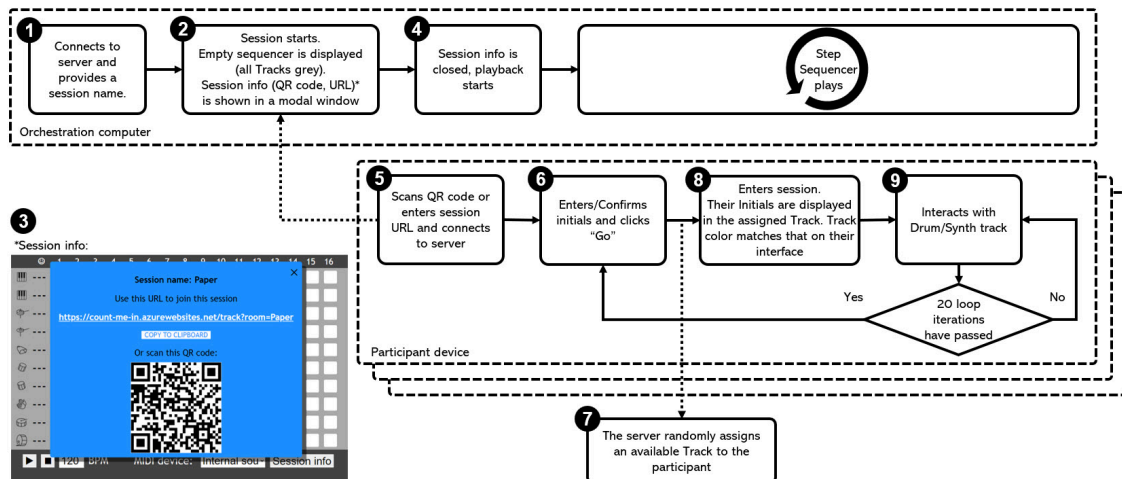 1
Connects to
server and
provides a
session name.
2
Session starts.
Empty sequencer is displayed
(all Tracks grey).
Session info (QR code, URL)*
is shown in a modal window
4
Session info is
closed, playback
starts
Step
Sequencer
plays
Orchestration computer
5
Scans QR code or
enters session
URL and connects
to server
6
Enters/Confirms
initials and clicks
“Go”
8
Enters session.
Their Initials are displayed
in the assigned Track. Track
color matches that on their
interface
9
Interacts with
Drum/Synth track
Yes
No
20 loop
iterations
have passed
Participant device
7
The server randomly assigns
an available Track to the
participant
3
*Session info:
1 2 3 4 5 6 7 8 9 10 11 12 13 14 15 16
---
---
---
---
---
---
---
---
---
---
Session name: Paper
Use this URL to join this session
https://count-me-in.azurewebsites.net/track?room=Paper
COPY TO CLIPBOARD
Or scan this QR code:
120 BPM MIDI device: Internal sou Session info